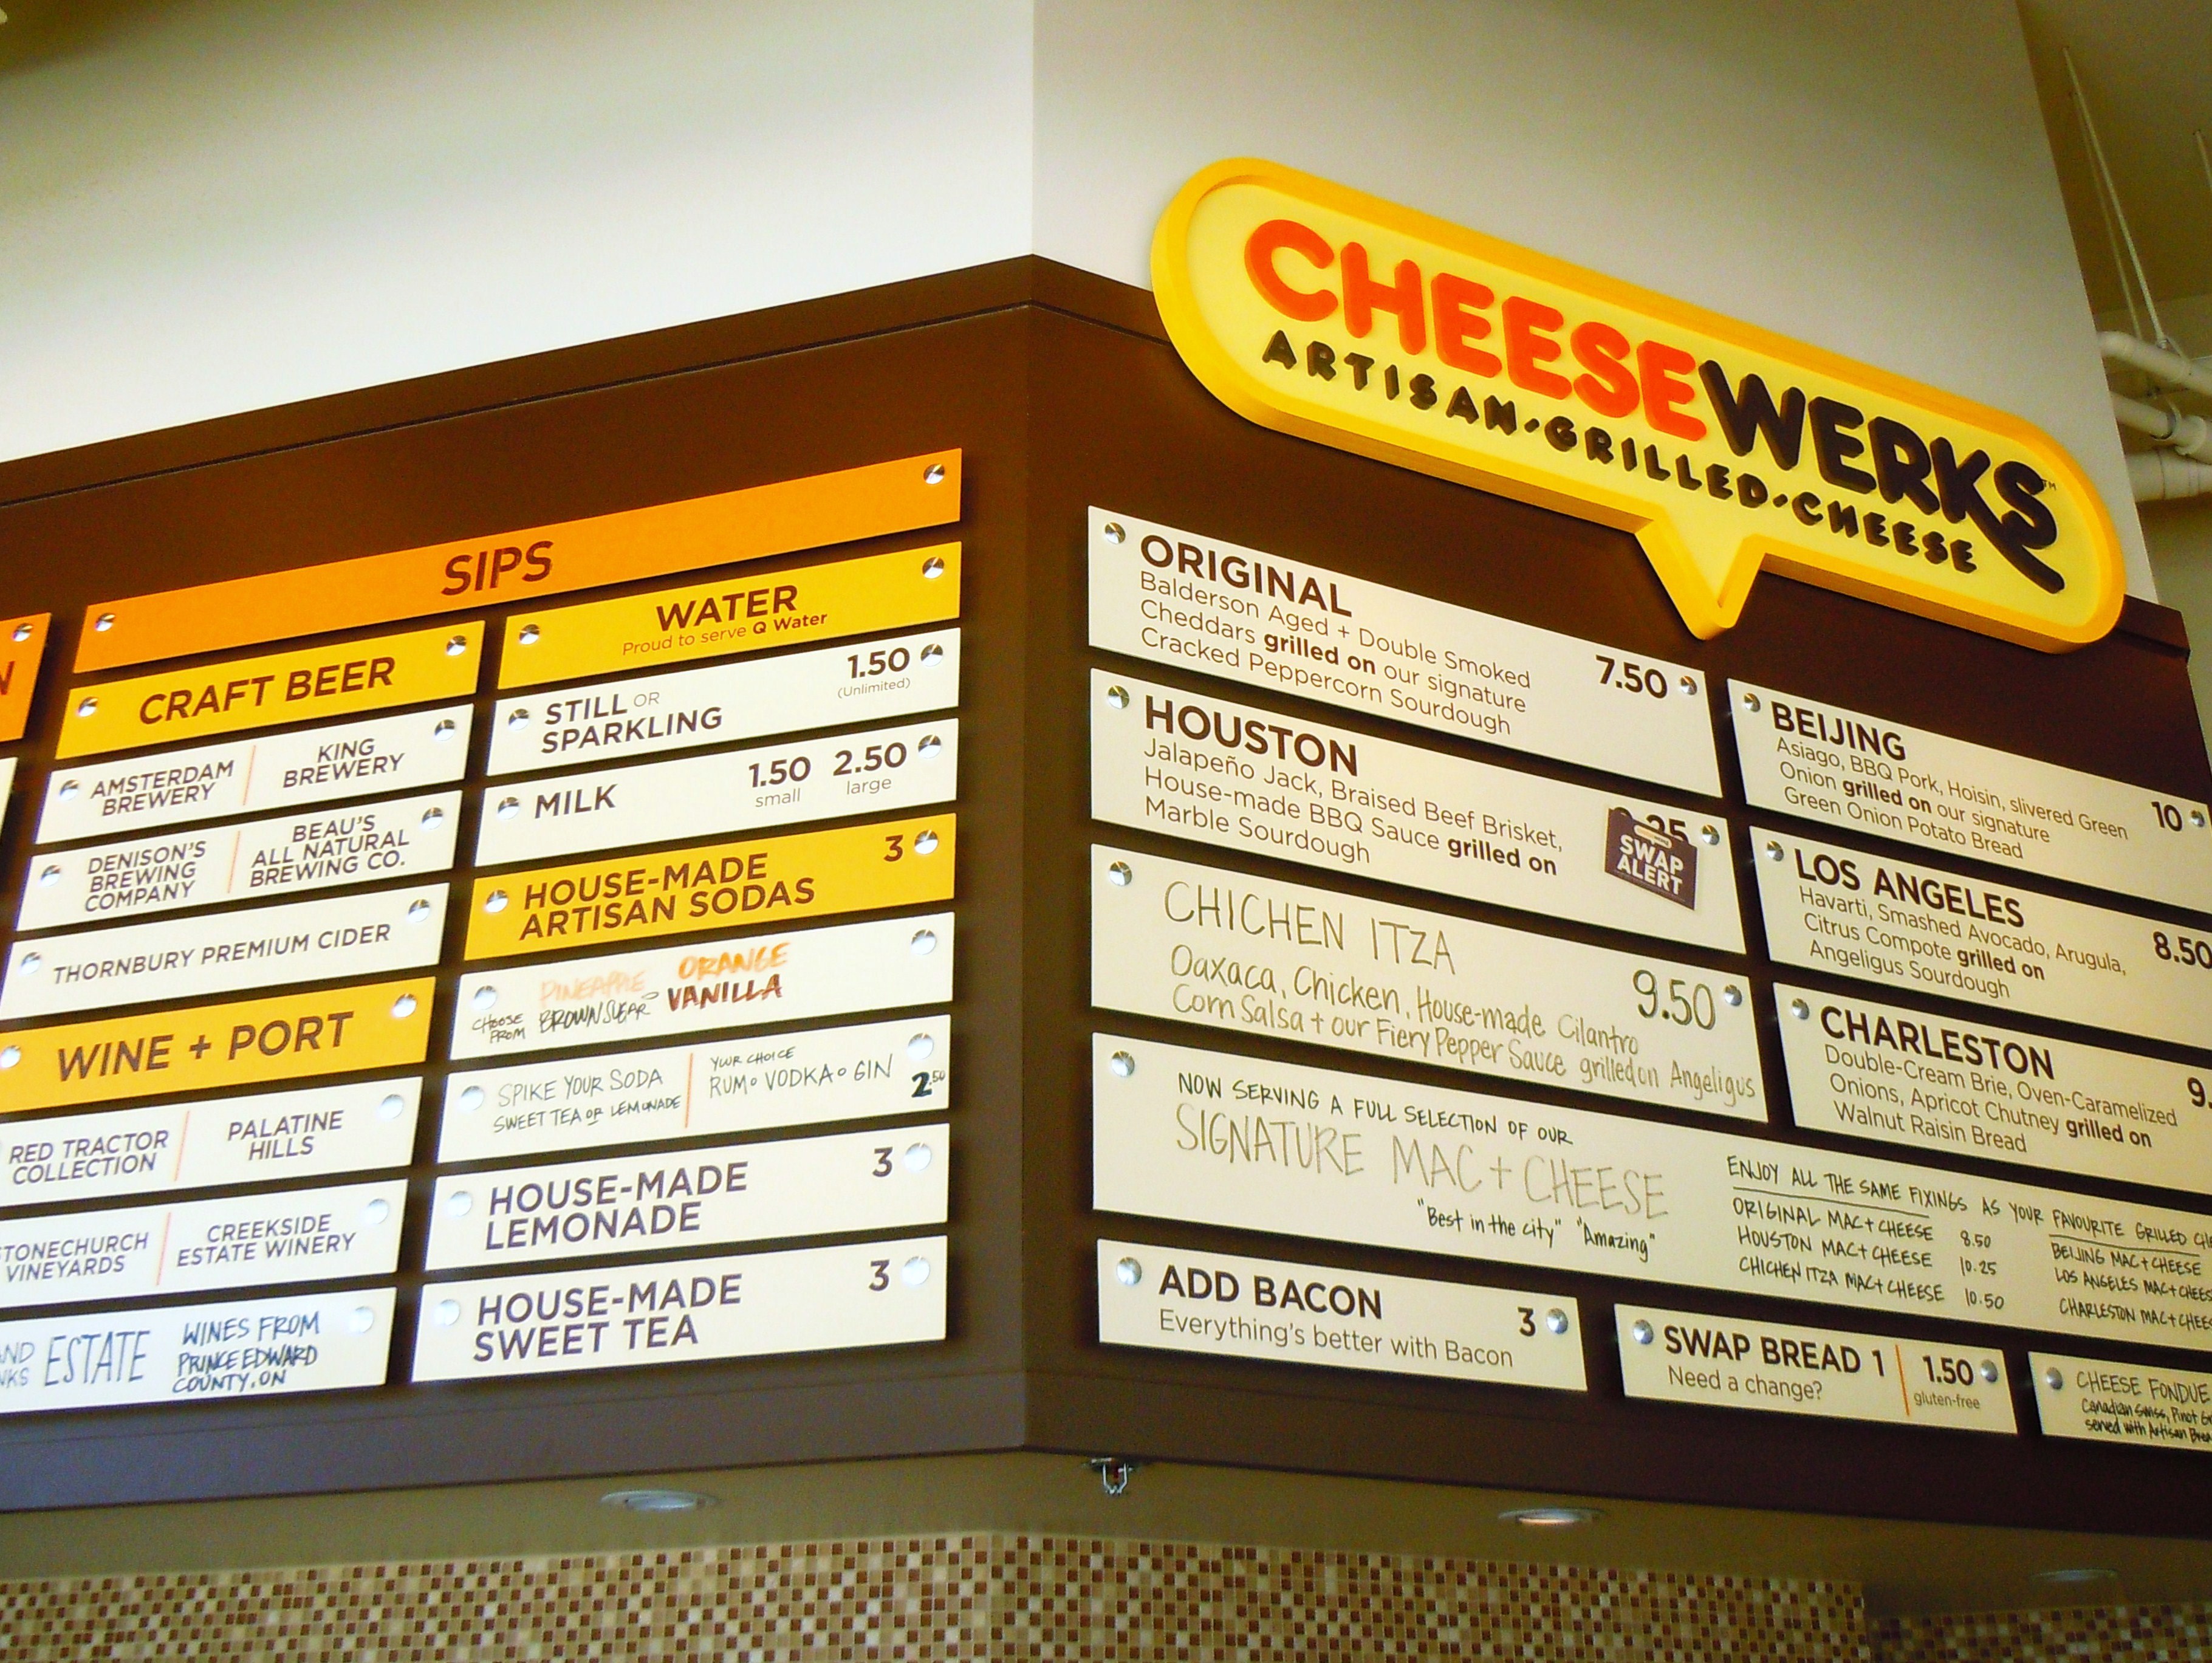 CHEESEWERKS™
ARTISAN·GRILLED·CHEESE
SIPS
CRAFT BEER
AMSTERDAM
BREWERY
KING
BREWERY
DENISON'S
BREWING
COMPANY
BEAU'S
ALL NATURAL
BREWING CO.
THORNBURY PREMIUM CIDER
WINE + PORT
RED TRACTOR
COLLECTION
PALATINE
HILLS
TONECHURCH
VINEYARDS
CREEKSIDE
ESTATE WINERY
ESTATE
WINES FROM
PRINCE EDWARD
COUNTY, ON
WATER
Proud to serve Q Water
STILL OR
SPARKLING
1.50
(Unlimited)
MILK
1.50 2.50
small large
HOUSE-MADE
ARTISAN SODAS
3
CHOOSE
FROM
PINEAPPLE
BROWN SUGAR
ORANGE
VANILLA
SPIKE YOUR SODA
SWEET TEA OR LEMONADE
YOUR CHOICE
RUM • VODKA • GIN
2.50
HOUSE-MADE
LEMONADE
3
HOUSE-MADE
SWEET TEA
3
ORIGINAL
Balderson Aged + Double Smoked
Cheddars grilled on our signature
Cracked Peppercorn Sourdough
7.50
HOUSTON
Jalapeño Jack, Braised Beef Brisket,
House-made BBQ Sauce grilled on
Marble Sourdough
SWAP
ALERT
CHICHEN ITZA
Oaxaca, Chicken, House-made Cilantro
Corn Salsa + our Fiery Pepper Sauce grilled on Angeligus
9.50
BEIJING
Asiago, BBQ Pork, Hoisin, slivered Green
Onion grilled on our signature
Green Onion Potato Bread
10
LOS ANGELES
Havarti, Smashed Avocado, Arugula,
Citrus Compote grilled on
Angeligus Sourdough
8.50
CHARLESTON
Double-Cream Brie, Oven-Caramelized
Onions, Apricot Chutney grilled on
Walnut Raisin Bread
9.
NOW SERVING A FULL SELECTION OF OUR
SIGNATURE MAC + CHEESE
"Best in the city" "Amazing"
ENJOY ALL THE SAME FIXINGS AS YOUR FAVOURITE GRILLED
ORIGINAL MAC + CHEESE 8.50
HOUSTON MAC + CHEESE 10.25
CHICHEN ITZA MAC + CHEESE 10.50
BEIJING MAC + CHEESE
LOS ANGELES MAC + CHEES
CHARLESTON MAC + CHEE
ADD BACON
Everything's better with Bacon
3
SWAP BREAD 1
Need a change?
1.50
gluten-free
CHEESE FONDUE
Canadian Swiss, Pinot
served with Artisan